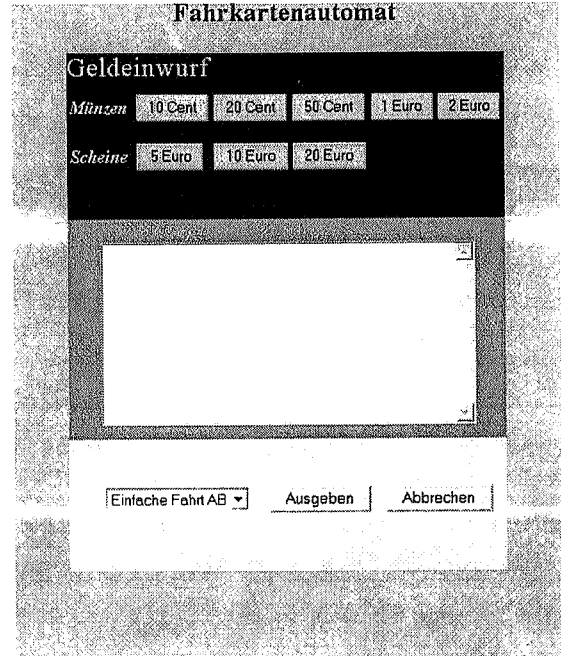 Fahrkartenautomat
Geldeinwurf
Münzen 10 Cent 20 Cent 50 Cent 1 Euro 2 Euro
Scheine 5 Euro 10 Euro 20 Euro
Einfache Fahrt AB Ausgeben Abbrechen